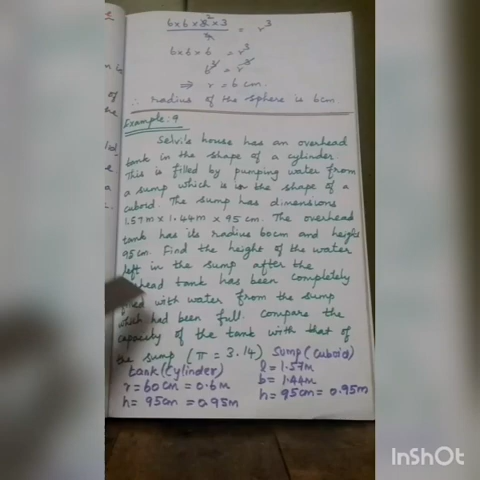 6×6×8²×3 / 4 = r³
6×6×6 = r³
6³ = r³
⇒ r = 6 cm.
∴ radius of the sphere is 6cm
Example: 9
Selvi's house has an overhead
tank in the shape of a cylinder.
This is filled by pumping water from
a sump which is in the shape of a
cuboid. The sump has dimensions
1.57m × 1.44m × 95 cm. The overhead
tank has its radius 60cm and height
95 cm. Find the height of the water
left in the sump after the
head tank has been completely
filled with water from the sump
which had been full. Compare the
capacity of the tank with that of
the sump (π = 3.14) Sump (Cuboid)
tank (cylinder) l = 1.57m
r = 60 cm = 0.6m b = 1.44m
h = 95cm = 0.95m h = 95cm = 0.95m
InShOt